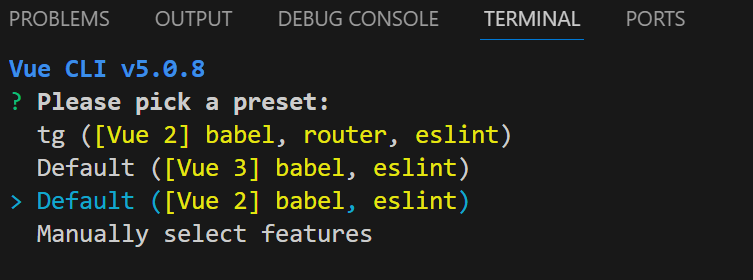 PROBLEMS OUTPUT DEBUG CONSOLE TERMINAL PORTS
Vue CLI v5.0.8
? Please pick a preset:
tg ([Vue 2] babel, router, eslint)
Default ([Vue 3] babel, eslint)
> Default ([Vue 2] babel, eslint)
Manually select features